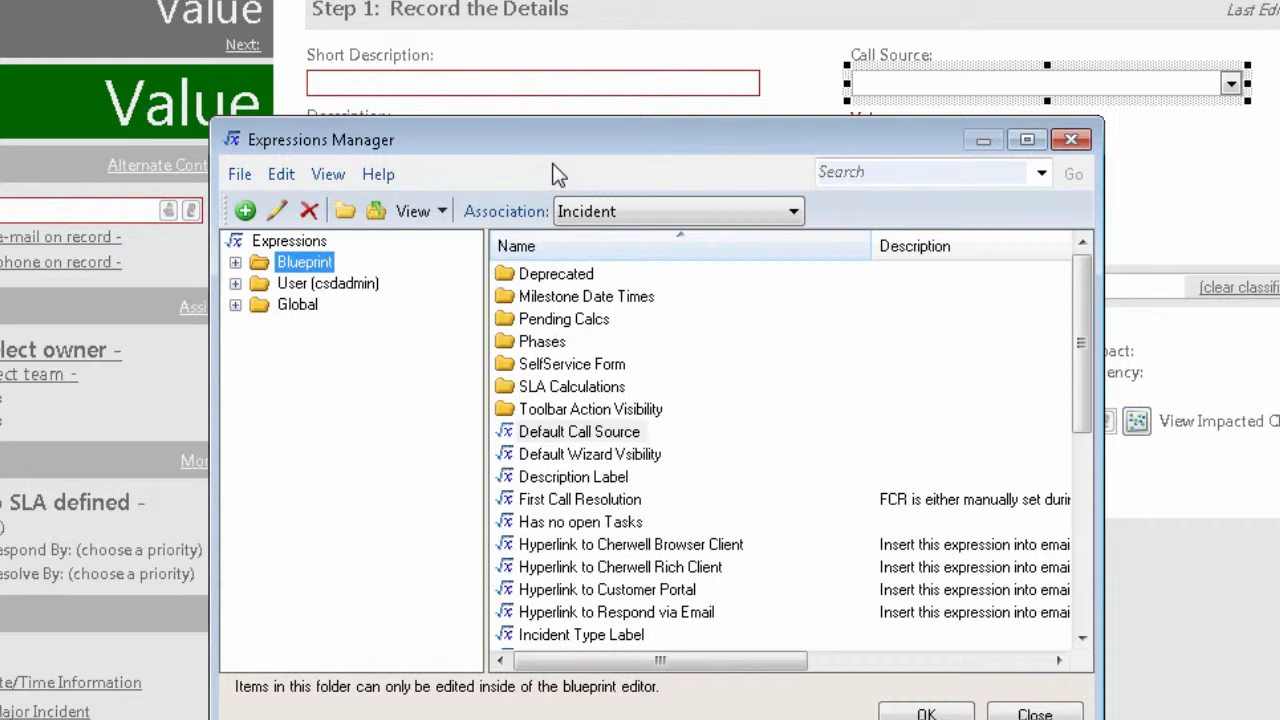 Value
Next:
Value
Alternate Cont
e-mail on record -
phone on record -
Assi
lect owner -
ect team -
Mor
o SLA defined -
espond By: (choose a priority)
esolve By: (choose a priority)
te/Time Information
ajor Incident
Step 1: Record the Details
Last Edi
Short Description:
Call Source:
Expressions Manager
File Edit View Help
Search
Go
View
Association: Incident
Expressions
Blueprint
User (csdadmin)
Global
Name Description
Deprecated
Milestone Date Times
Pending Calcs
Phases
SelfService Form
SLA Calculations
Toolbar Action Visibility
Default Call Source
Default Wizard Vsibility
Description Label
First Call Resolution FCR is either manually set durin
Has no open Tasks
Hyperlink to Cherwell Browser Client Insert this expression into emai
Hyperlink to Cherwell Rich Client Insert this expression into emai
Hyperlink to Customer Portal Insert this expression into emai
Hyperlink to Respond via Email Insert this expression into emai
Incident Type Label
Items in this folder can only be edited inside of the blueprint editor.
OK Close
[clear classifi
pact:
ency:
View Impacted C